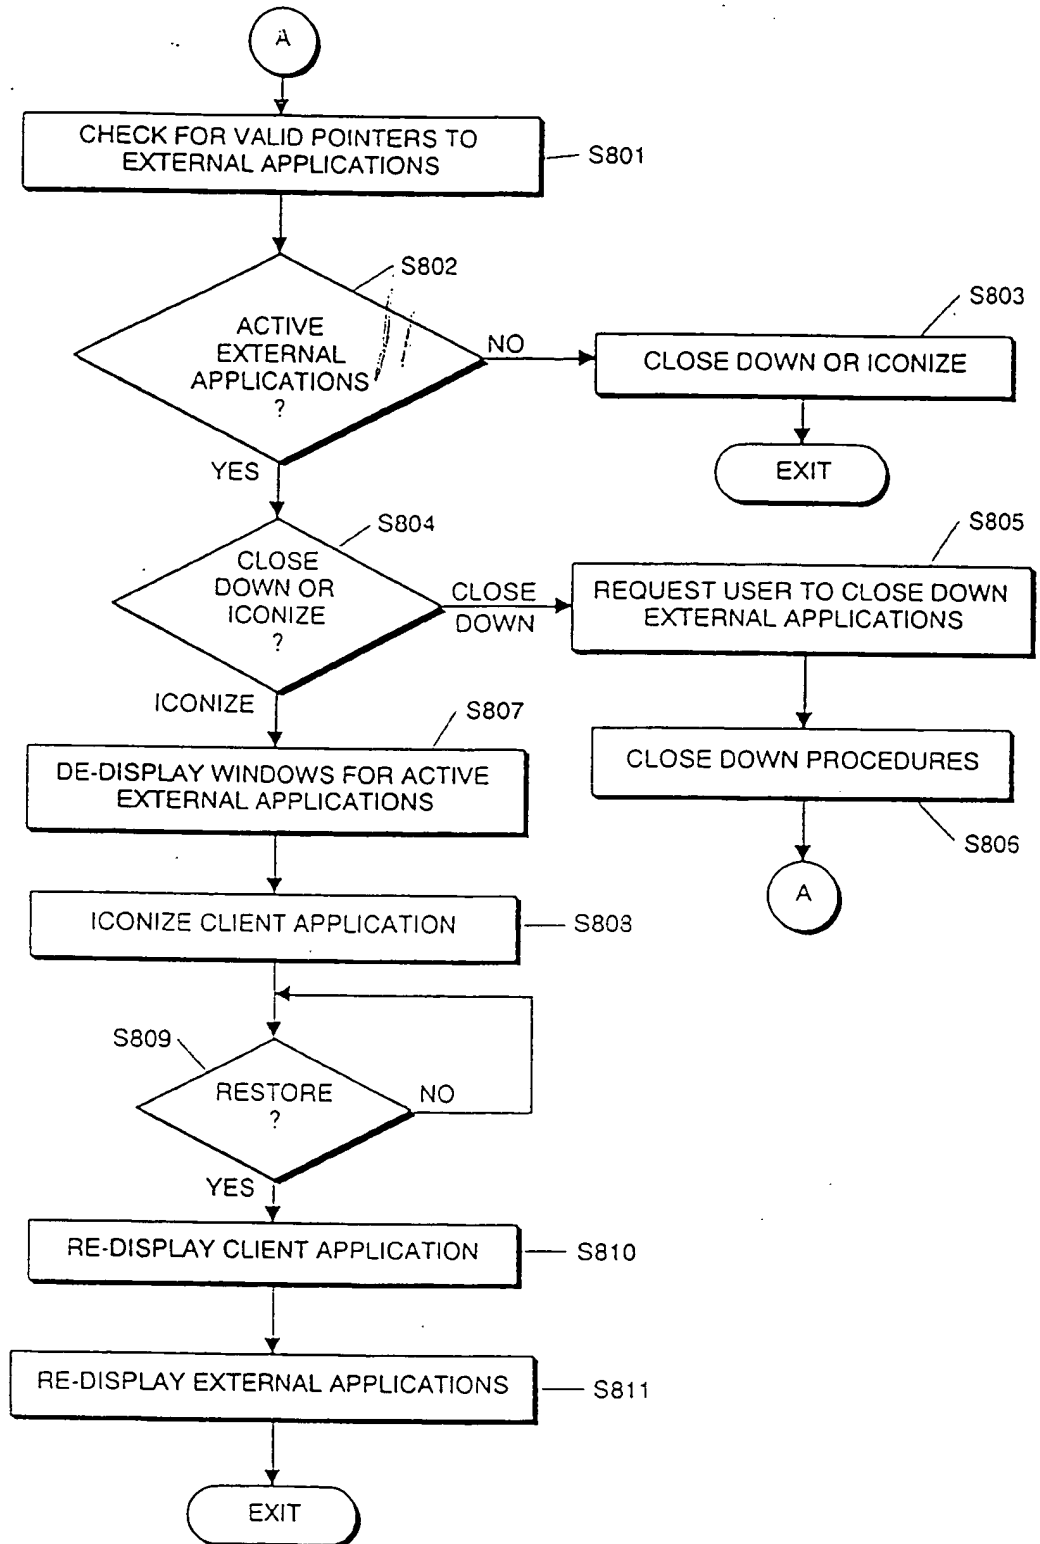 A
CHECK FOR VALID POINTERS TO
EXTERNAL APPLICATIONS
S801
S802
ACTIVE
EXTERNAL
APPLICATIONS
?
NO
S803
CLOSE DOWN OR ICONIZE
EXIT
YES
S804
CLOSE
DOWN OR
ICONIZE
?
CLOSE
DOWN
S805
REQUEST USER TO CLOSE DOWN
EXTERNAL APPLICATIONS
CLOSE DOWN PROCEDURES
S806
A
ICONIZE
S807
DE-DISPLAY WINDOWS FOR ACTIVE
EXTERNAL APPLICATIONS
ICONIZE CLIENT APPLICATION
S808
S809
RESTORE
?
NO
YES
RE-DISPLAY CLIENT APPLICATION
S810
RE-DISPLAY EXTERNAL APPLICATIONS
S811
EXIT